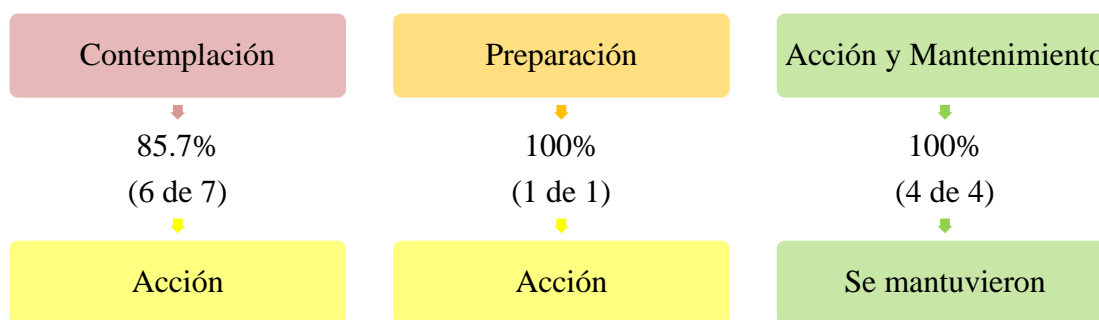 Contemplación
85.7%
(6 de 7)
Acción
Preparación
100%
(1 de 1)
Acción
Acción y Mantenimiento
100%
(4 de 4)
Se mantuvieron